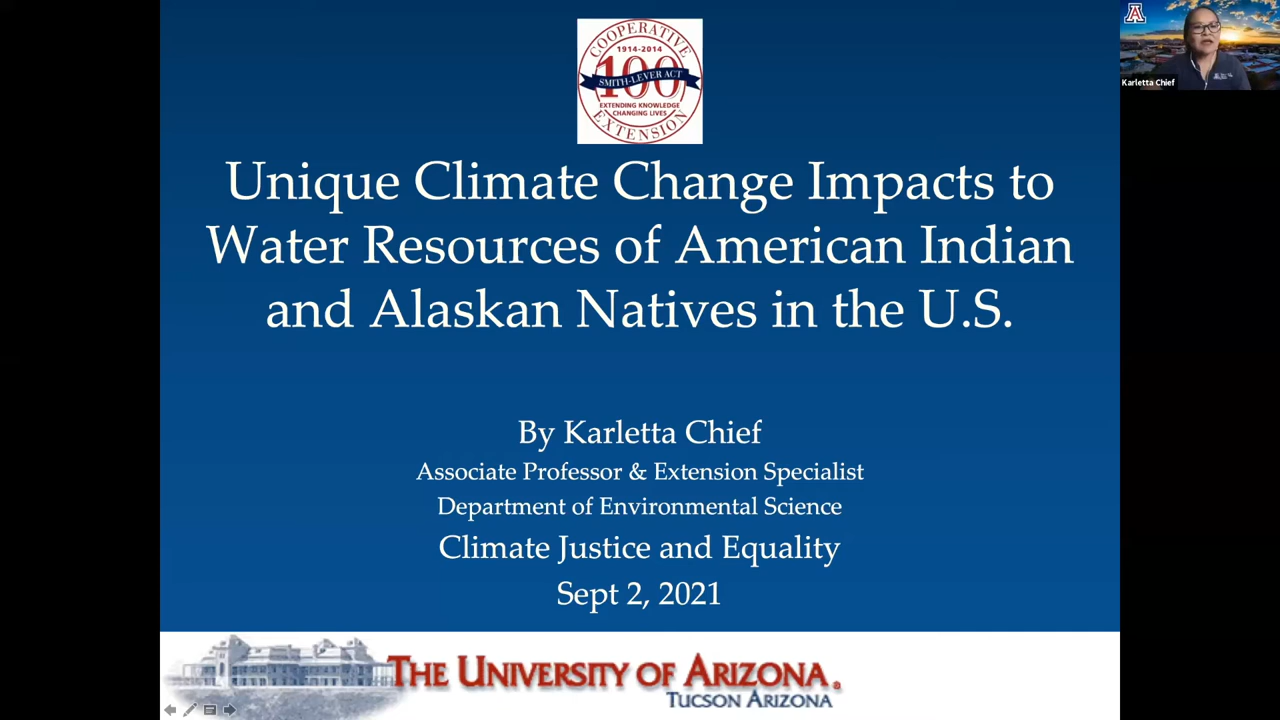 COOPERATIVE
1914-2014
100
SMITH-LEVER ACT
EXTENDING KNOWLEDGE
CHANGING LIVES
EXTENSION
A
Karletta Chief
Unique Climate Change Impacts to
Water Resources of American Indian
and Alaskan Natives in the U.S.
By Karletta Chief
Associate Professor & Extension Specialist
Department of Environmental Science
Climate Justice and Equality
Sept 2, 2021
THE UNIVERSITY OF ARIZONA®
TUCSON ARIZONA